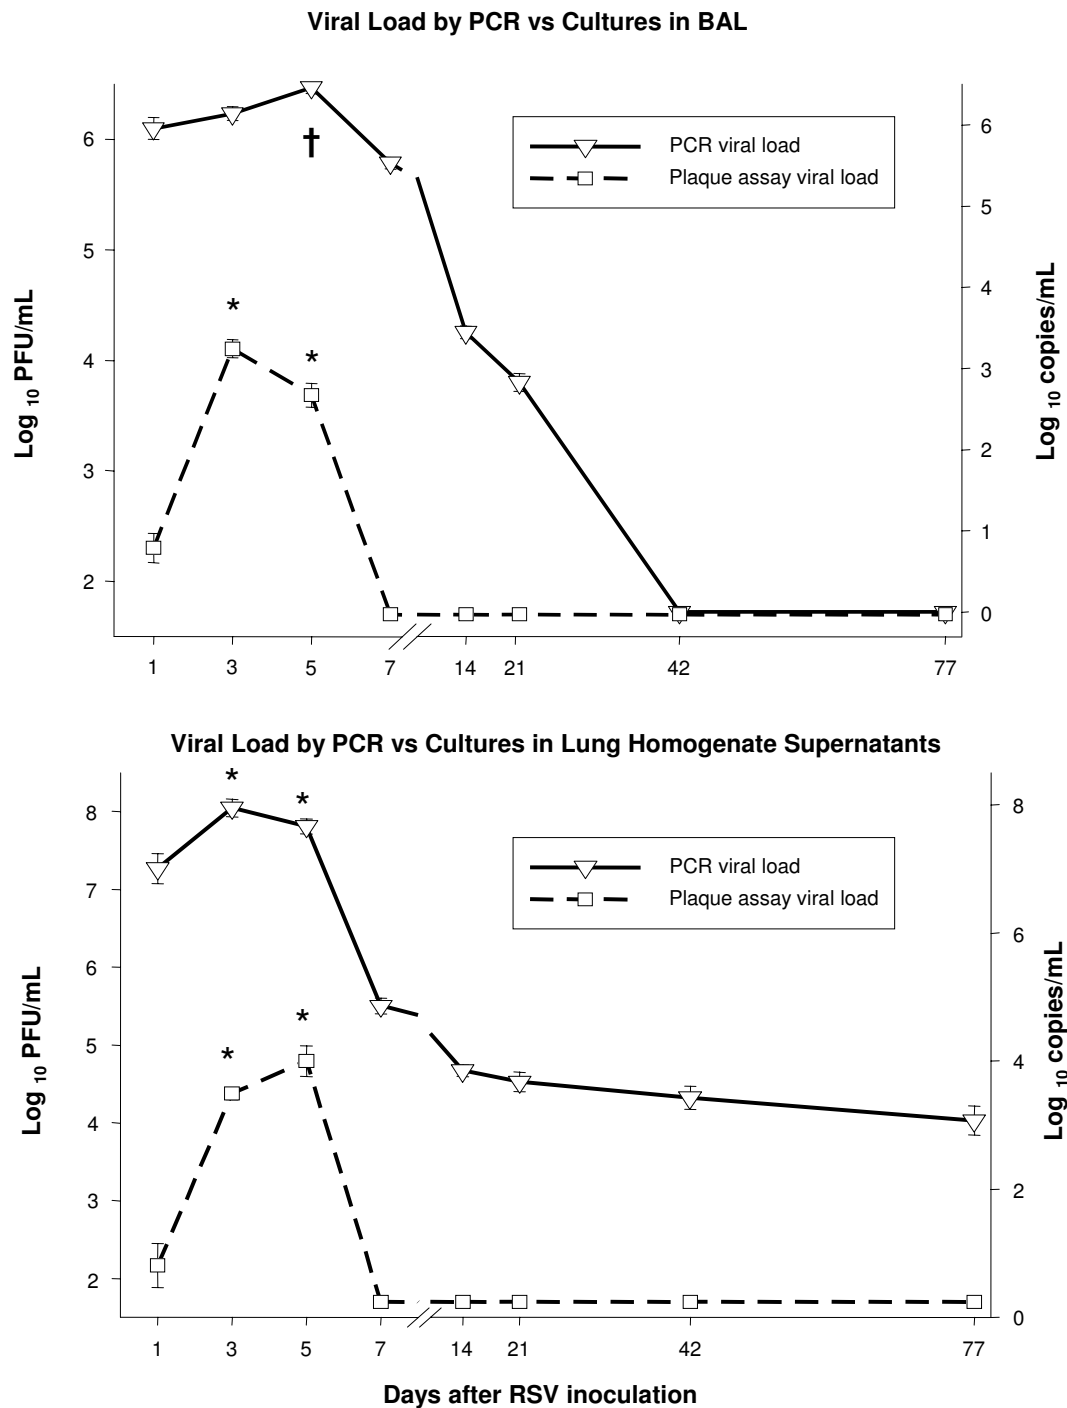 Viral Load by PCR vs Cultures in BAL
6
5
4
3
2
Log 10 PFU/mL
*
*
†
PCR viral load
Plaque assay viral load
6
5
4
3
2
1
0
Log 10 copies/mL
1 3 5 7 14 21 42 77
Viral Load by PCR vs Cultures in Lung Homogenate Supernatants
8
7
6
5
4
3
2
Log 10 PFU/mL
*
*
*
*
PCR viral load
Plaque assay viral load
8
6
4
2
0
Log 10 copies/mL
1 3 5 7 14 21 42 77
Days after RSV inoculation